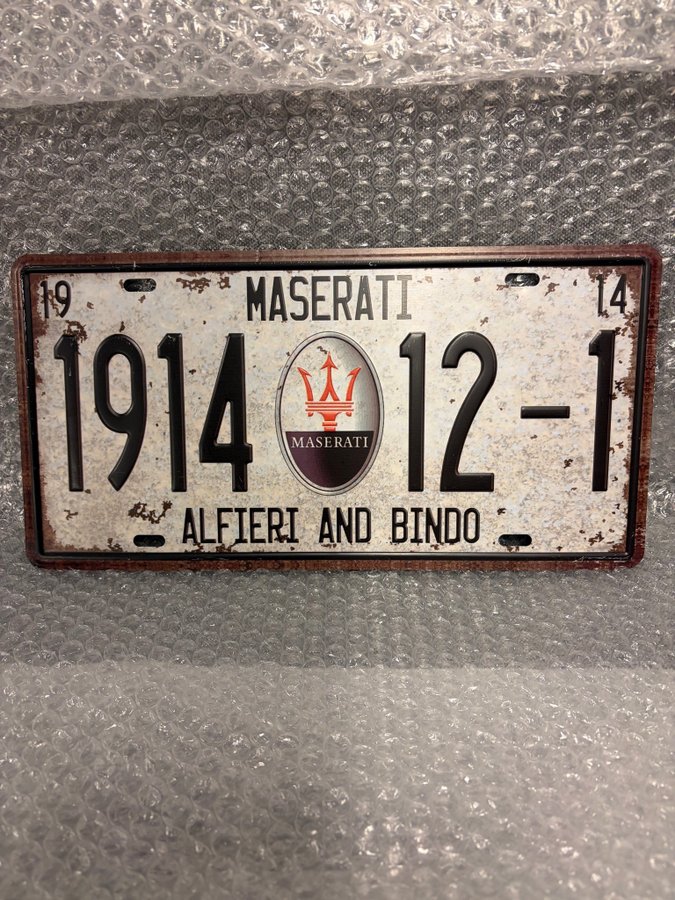 19 MASERATI 14
1914 12-1
MASERATI
ALFIERI AND BINDO